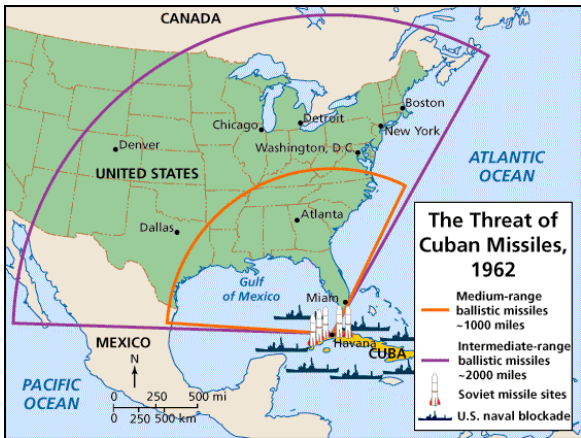 CANADA
Boston
Detroit
Chicago
New York
Denver
Washington, D.C.
UNITED STATES
ATLANTIC
OCEAN
Atlanta
Dallas
Gulf
of Mexico
Miam
MEXICO
Havana
CUBA
N
PACIFIC
OCEAN
0 250 500 mi
0 250 500 km
The Threat of
Cuban Missiles,
1962
Medium-range
ballistic missiles
~1000 miles
Intermediate-range
ballistic missiles
~2000 miles
Soviet missile sites
U.S. naval blockade